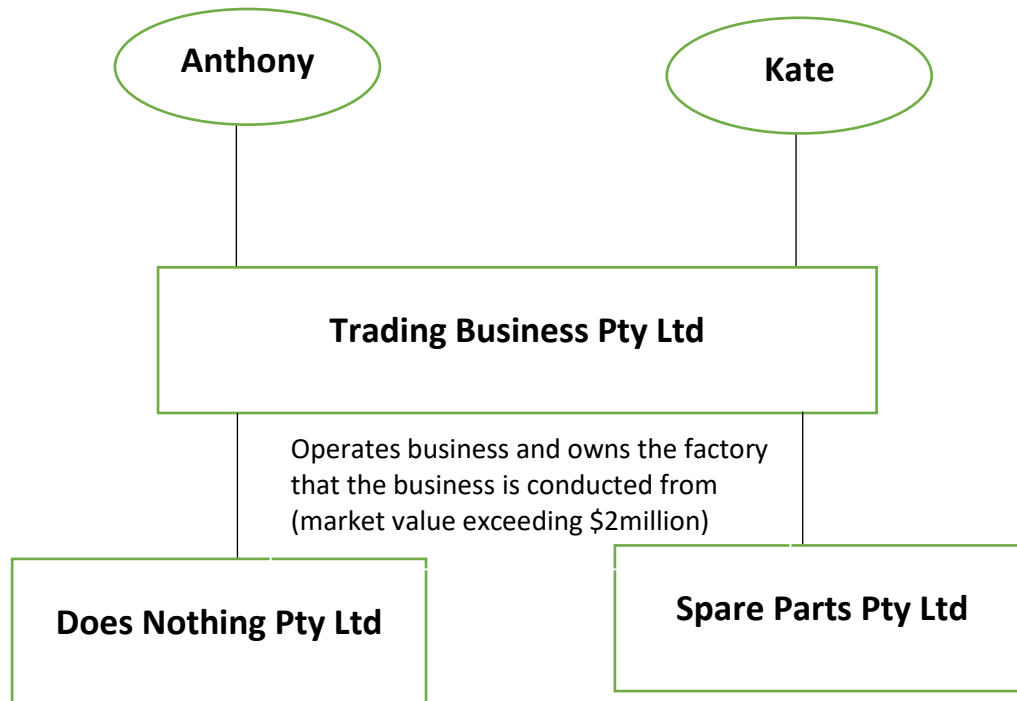 Anthony
Kate
Trading Business Pty Ltd
Operates business and owns the factory
that the business is conducted from
(market value exceeding $2million)
Does Nothing Pty Ltd
Spare Parts Pty Ltd